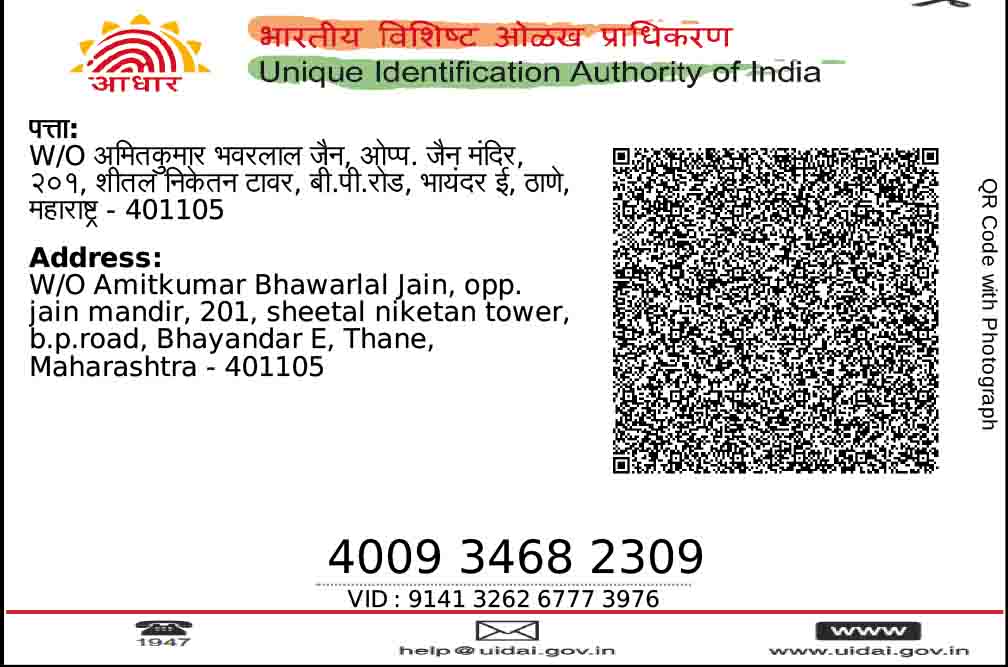 भारतीय विशिष्ट ओळख प्राधिकरण
Unique Identification Authority of India
आधार
पत्ता:
W/O अमितकुमार भवरलाल जैन, ओप्प. जैन मंदिर,
२०१, शीतल निकेतन टावर, बी.पी.रोड, भायंदर ई, ठाणे,
महाराष्ट्र - 401105
Address:
W/O Amitkumar Bhawarlal Jain, opp.
jain mandir, 201, sheetal niketan tower,
b.p.road, Bhayandar E, Thane,
Maharashtra - 401105
QR Code with Photograph
4009 3468 2309
VID : 9141 3262 6777 3976
1947
help@uidai.gov.in
www
www.uidai.gov.in